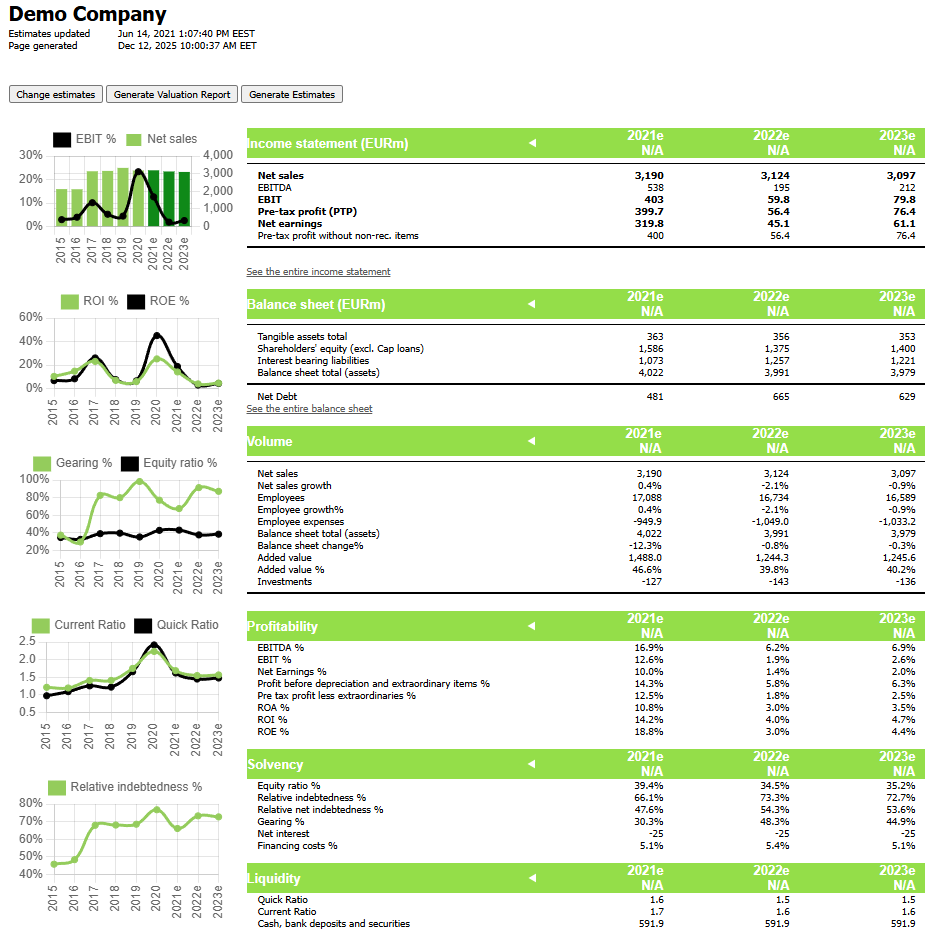 Demo Company
Estimates updated Jun 14, 2021 1:07:40 PM EEST
Page generated Dec 12, 2025 10:00:37 AM EET
Change estimates Generate Valuation Report Generate Estimates
EBIT % Net sales
30% 4,000
20% 3,000
2,000
10% 1,000
0% 0
2015 2016 2017 2018 2019 2020 2021e 2022e 2023e
ROI % ROE %
60%
40%
20%
0%
2015 2016 2017 2018 2019 2020 2021e 2022e 2023e
Gearing % Equity ratio %
100%
80%
60%
40%
20%
2015 2016 2017 2018 2019 2020 2021e 2022e 2023e
Current Ratio Quick Ratio
2.5
2.0
1.5
1.0
0.5
2015 2016 2017 2018 2019 2020 2021e 2022e 2023e
Relative indebtedness %
80%
70%
60%
50%
40%
2015 2016 2017 2018 2019 2020 2021e 2022e 2023e
Income statement (EURm) ◄ 2021e 2022e 2023e
N/A N/A N/A
Net sales 3,190 3,124 3,097
EBITDA 538 195 212
EBIT 403 59.8 79.8
Pre-tax profit (PTP) 399.7 56.4 76.4
Net earnings 319.8 45.1 61.1
Pre-tax profit without non-rec. items 400 56.4 76.4
See the entire income statement
Balance sheet (EURm) ◄ 2021e 2022e 2023e
N/A N/A N/A
Tangible assets total 363 356 353
Shareholders' equity (excl. Cap loans) 1,586 1,375 1,400
Interest bearing liabilities 1,073 1,257 1,221
Balance sheet total (assets) 4,022 3,991 3,979
Net Debt 481 665 629
See the entire balance sheet
Volume ◄ 2021e 2022e 2023e
N/A N/A N/A
Net sales 3,190 3,124 3,097
Net sales growth 0.4% -2.1% -0.9%
Employees 17,088 16,734 16,589
Employee growth% 0.4% -2.1% -0.9%
Employee expenses -949.9 -1,049.0 -1,033.2
Balance sheet total (assets) 4,022 3,991 3,979
Balance sheet change% -12.3% -0.8% -0.3%
Added value 1,488.0 1,244.3 1,245.6
Added value % 46.6% 39.8% 40.2%
Investments -127 -143 -136
Profitability ◄ 2021e 2022e 2023e
N/A N/A N/A
EBITDA % 16.9% 6.2% 6.9%
EBIT % 12.6% 1.9% 2.6%
Net Earnings % 10.0% 1.4% 2.0%
Profit before depreciation and extraordinary items % 14.3% 5.8% 6.3%
Pre tax profit less extraordinaries % 12.5% 1.8% 2.5%
ROA % 10.8% 3.0% 3.5%
ROI % 14.2% 4.0% 4.7%
ROE % 18.8% 3.0% 4.4%
Solvency ◄ 2021e 2022e 2023e
N/A N/A N/A
Equity ratio % 39.4% 34.5% 35.2%
Relative indebtedness % 66.1% 73.3% 72.7%
Relative net indebtedness % 47.6% 54.3% 53.6%
Gearing % 30.3% 48.3% 44.9%
Net interest -25 -25 -25
Financing costs % 5.1% 5.4% 5.1%
Liquidity ◄ 2021e 2022e 2023e
N/A N/A N/A
Quick Ratio 1.6 1.5 1.5
Current Ratio 1.7 1.6 1.6
Cash, bank deposits and securities 591.9 591.9 591.9